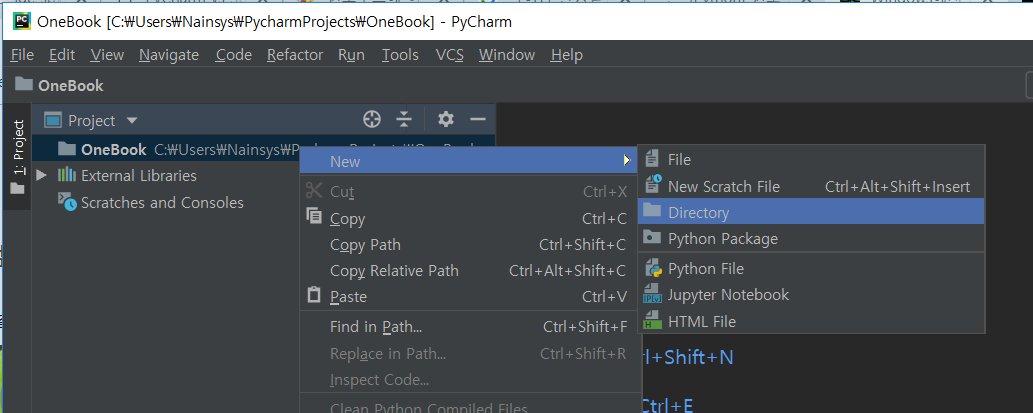 OneBook [C:₩Users₩Nainsys₩PycharmProjects₩OneBook] - PyCharm
File Edit View Navigate Code Refactor Run Tools VCS Window Help
OneBook
1: Project
Project
OneBook C:₩Users₩Nainsys₩
External Libraries
Scratches and Consoles
New
Cut Ctrl+X
Copy Ctrl+C
Copy Path Ctrl+Shift+C
Copy Relative Path Ctrl+Alt+Shift+C
Paste Ctrl+V
Find in Path... Ctrl+Shift+F
Replace in Path... Ctrl+Shift+R
Inspect Code...
Clean Python Compiled Files
File
New Scratch File Ctrl+Alt+Shift+Insert
Directory
Python Package
Python File
Jupyter Notebook
HTML File
rl+Shift+N
Ctrl+E